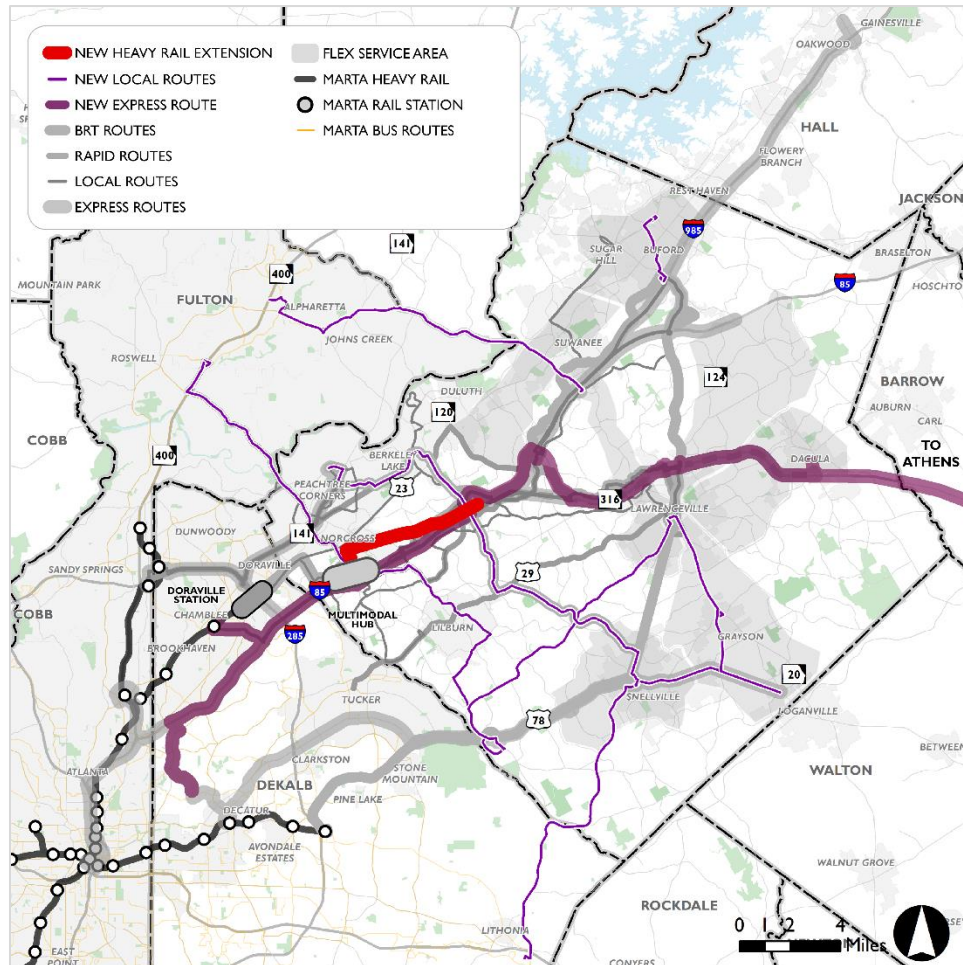 NEW HEAVY RAIL EXTENSION
NEW LOCAL ROUTES
NEW EXPRESS ROUTE
BRT ROUTES
RAPID ROUTES
LOCAL ROUTES
EXPRESS ROUTES
FLEX SERVICE AREA
MARTA HEAVY RAIL
MARTA RAIL STATION
MARTA BUS ROUTES
GAINESVILLE
OAKWOOD
HALL
FLOWERY
BRANCH
REST HAVEN
JACKSON
141
985
SUGAR
HILL
BUFORD
BRASELTON
400
85
HOSCHTO
MOUNTAIN PARK
FULTON
ALPHARETTA
JOHNS CREEK
SUWANEE
ROSWELL
124
DULUTH
BARROW
120
AUBURN
CARL
COBB
TO
ATHENS
400
BERKELEY
LAKE
DACULA
PEACHTREE
CORNERS
23
316
LAWRENCEVILLE
141
DUNWOODY
NORCROSS
SANDY SPRINGS
DORAVILLE
29
COBB
DORAVILLE
STATION
85
CHAMBLEE
MULTIMODAL
HUB
285
LILBURN
GRAYSON
BROOKHAVEN
20
TUCKER
SNELLVILLE
LOGANVILLE
78
BETWEEN
CLARKSTON
STONE
MOUNTAIN
ATLANTA
WALTON
DEKALB
PINE LAKE
DECATUR
AVONDALE
ESTATES
WALNUT GROVE
ROCKDALE
0 1 2 4
Miles
LITHONIA
EAST
POINT
CONYERS